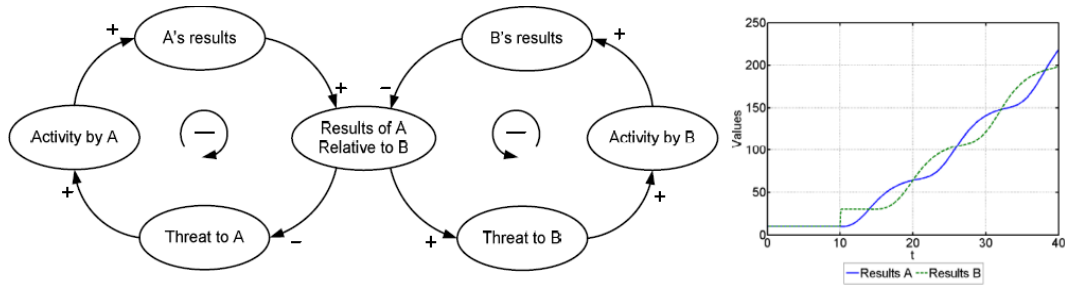 A's results
B's results
+
+
+
−
Activity by A
−
Results of A
Relative to B
−
Activity by B
+
+
Threat to A
−
+
Threat to B
250
200
150
100
50
0
Values
0
10
20
30
40
t
Results A
Results B